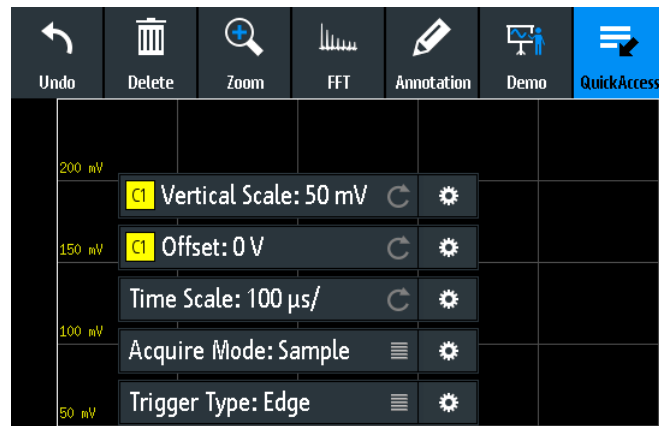 Undo Delete Zoom FFT Annotation Demo QuickAccess
200 mV
C1 Vertical Scale: 50 mV
C1 Offset: 0 V
150 mV
Time Scale: 100 µs/
100 mV
Acquire Mode: Sample
Trigger Type: Edge
50 mV